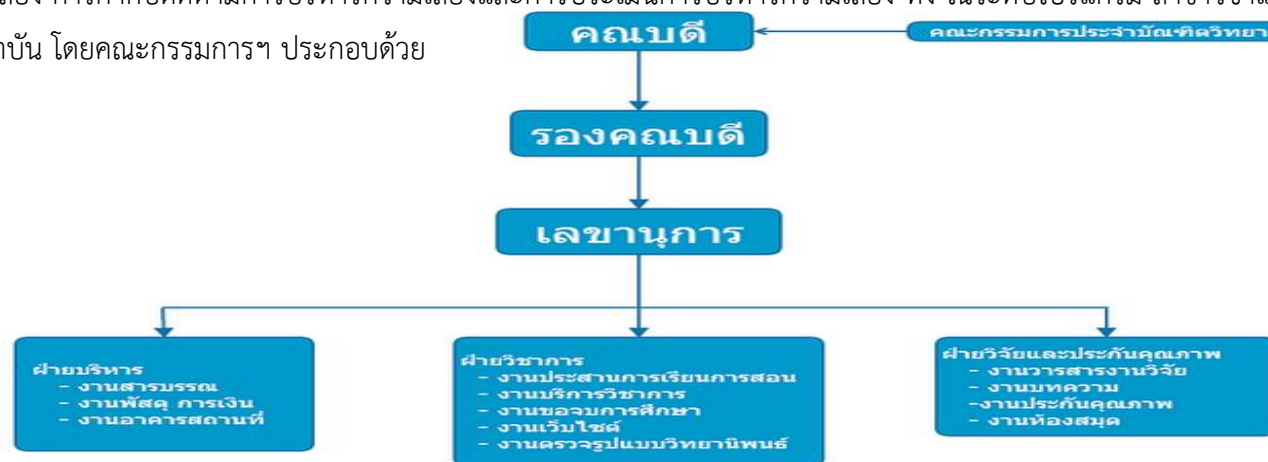 คณบดี
คณะกรรมการประจำบัณฑิตวิทยา
โดยคณะกรรมการฯ ประกอบด้วย
รองคณบดี
เลขานุการ
ฝ่ายบริหาร
- งานสารบรรณ
- งานพัสดุ การเงิน
- งานอาคารสถานที่
ฝ่ายวิชาการ
- งานประสานการเรียนการสอน
- งานบริการวิชาการ
- งานขอจบการศึกษา
- งานเว็บไซต์
- งานตรวจรูปแบบวิทยานิพนธ์
ฝ่ายวิจัยและประกันคุณภาพ
- งานวารสารงานวิจัย
- งานบทความ
-งานประกันคุณภาพ
- งานห้องสมุด